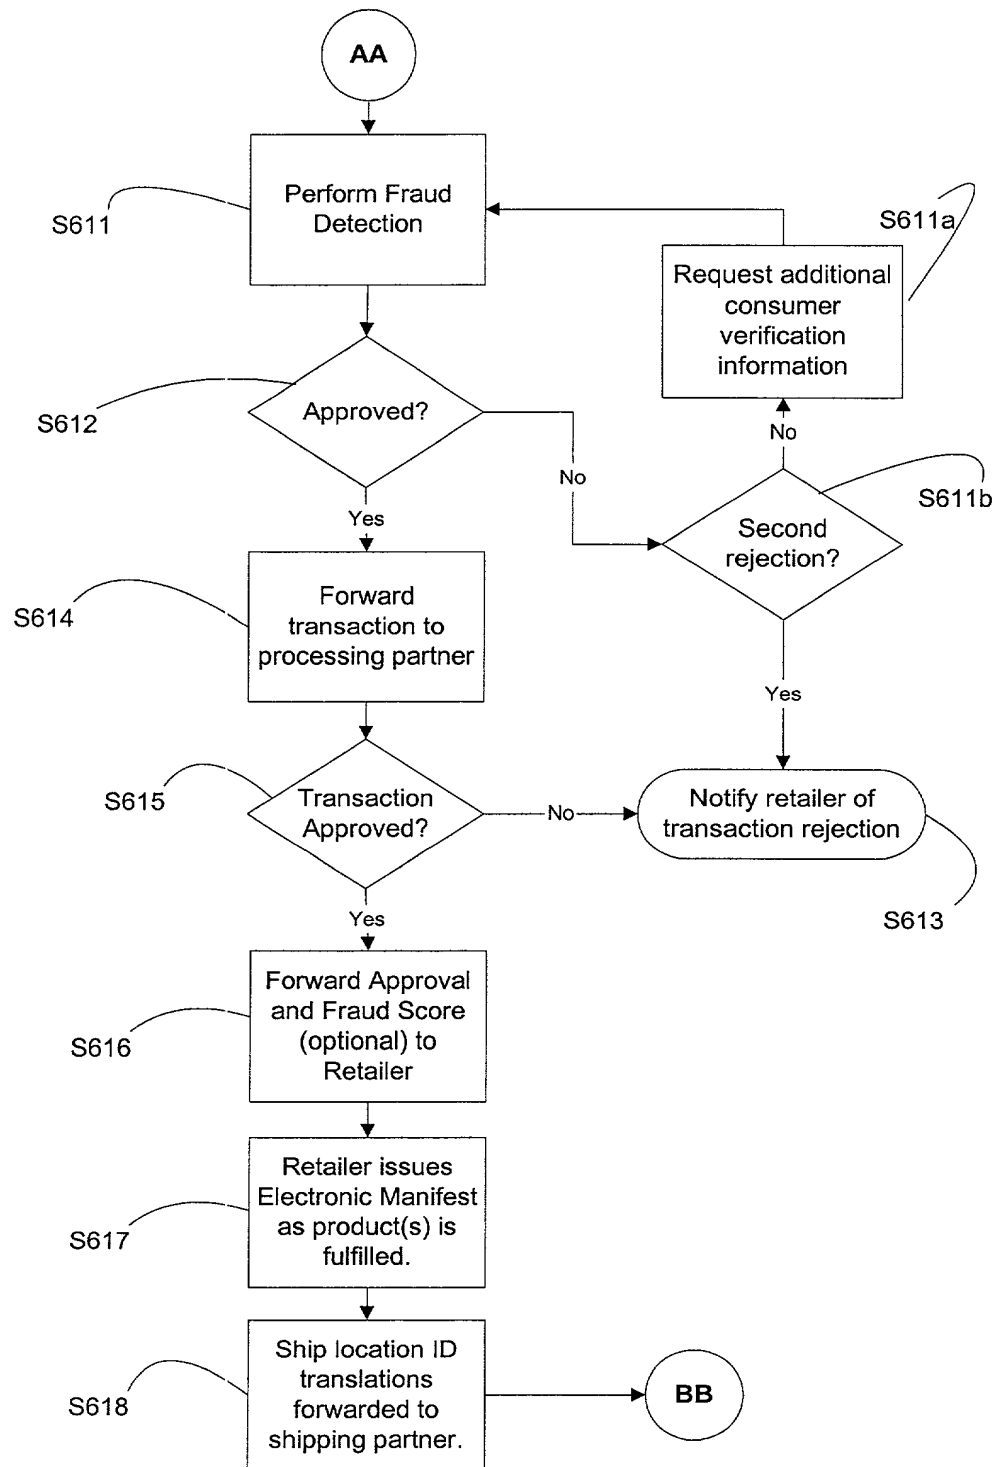 AA
Perform Fraud
Detection
S611
S611a
Request additional
consumer
verification
information
Approved?
S612
No
No
S611b
Second
rejection?
Yes
Forward
transaction to
processing partner
S614
Yes
Transaction
Approved?
S615
No
Notify retailer of
transaction rejection
S613
Yes
Forward Approval
and Fraud Score
(optional) to
Retailer
S616
Retailer issues
Electronic Manifest
as product(s) is
fulfilled.
S617
Ship location ID
translations
forwarded to
shipping partner.
S618
BB